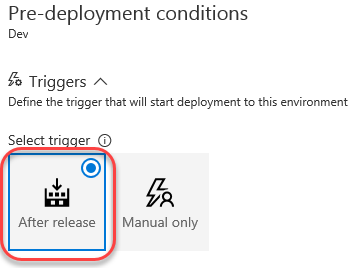 Pre-deployment conditions
Dev
Triggers
Define the trigger that will start deployment to this environment
Select trigger
After release
Manual only